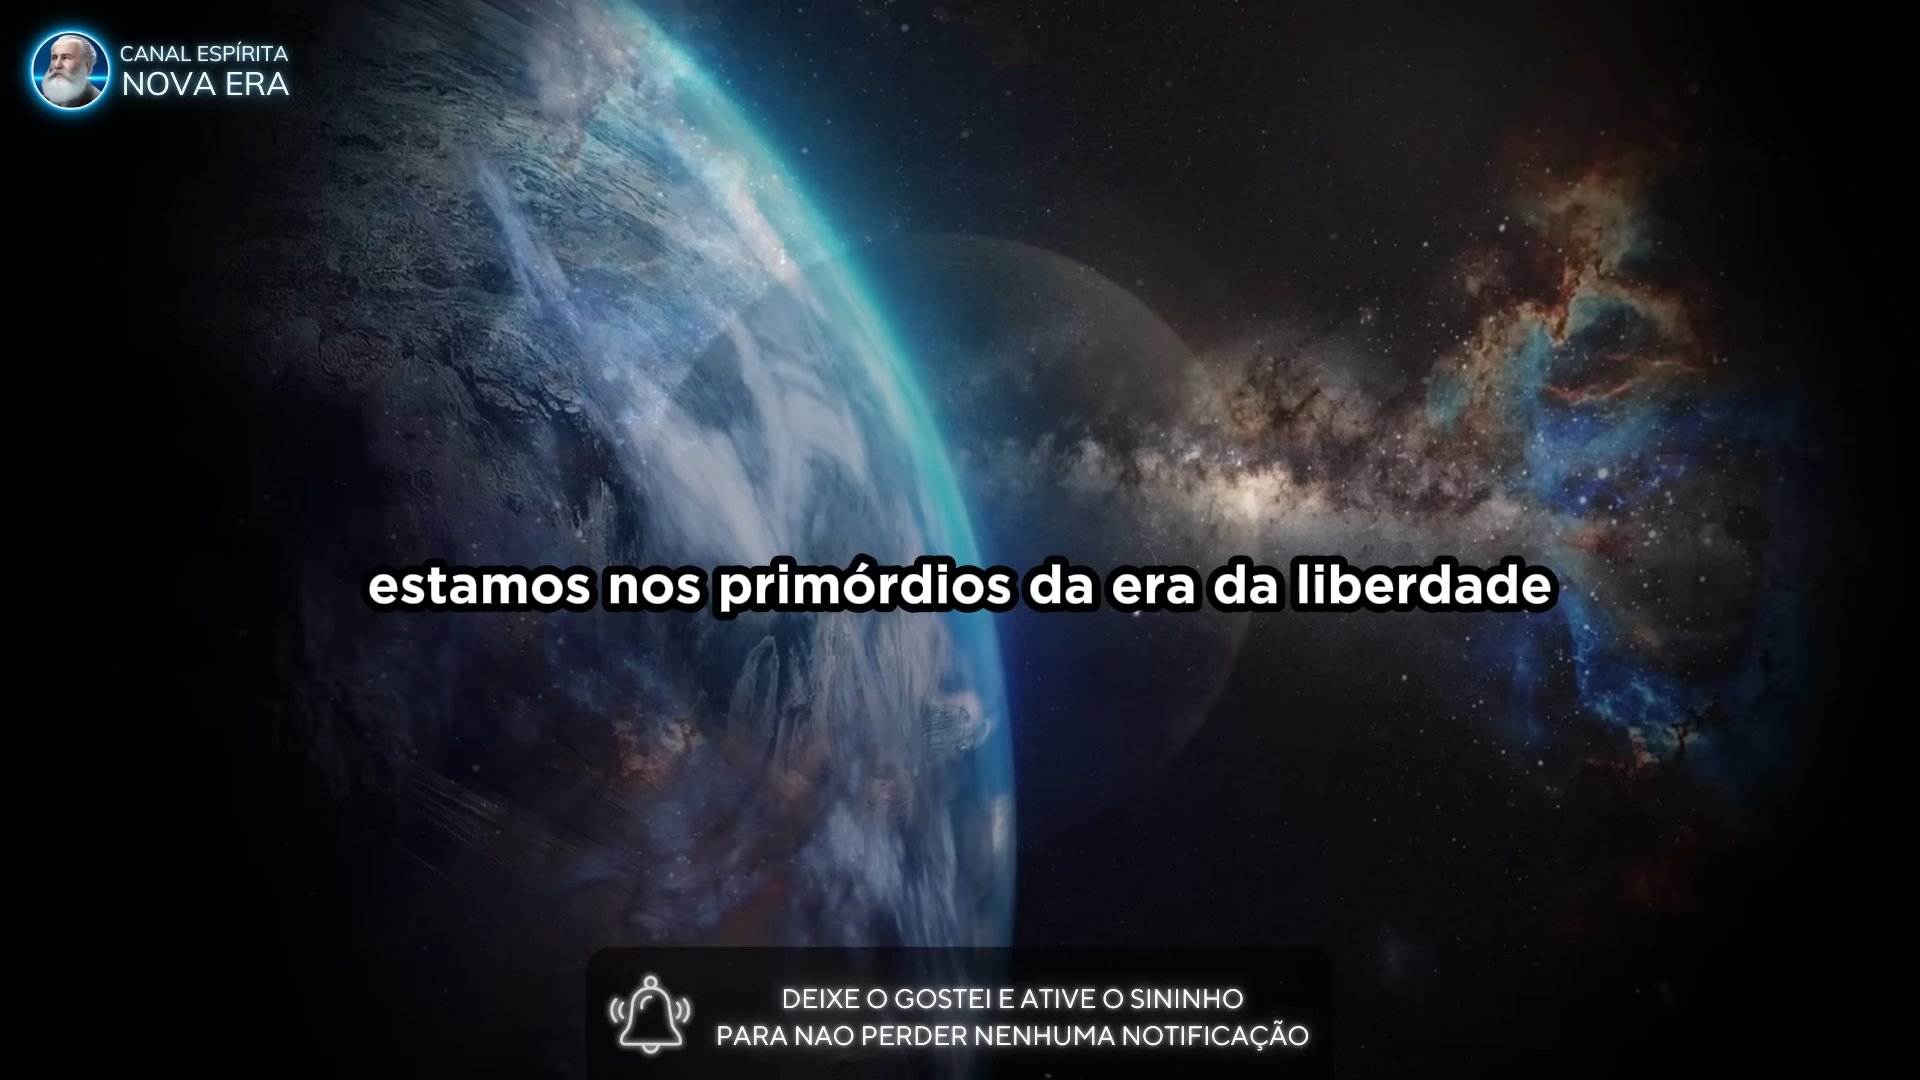 CANAL ESPÍRITA
NOVA ERA
estamos nos primórdios da era da liberdade
DEIXE O GOSTEI E ATIVE O SININHO
PARA NAO PERDER NENHUMA NOTIFICAÇÃO